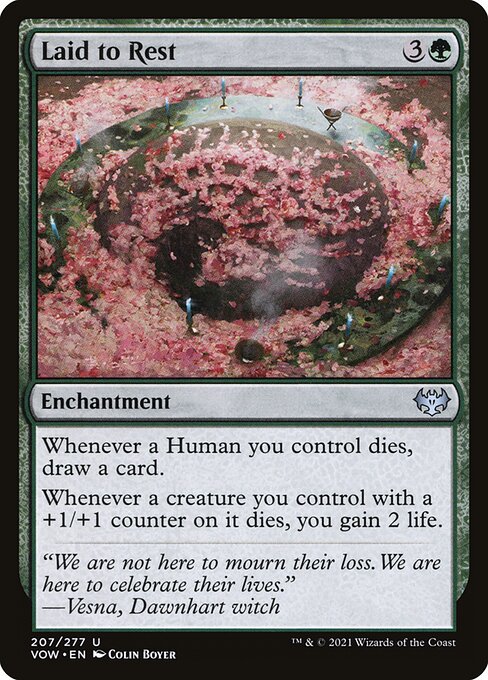 Laid to Rest 3
Enchantment
Whenever a Human you control dies,
draw a card.
Whenever a creature you control with a
+1/+1 counter on it dies, you gain 2 life.
“We are not here to mourn their loss. We are
here to celebrate their lives.”
—Vesna, Dawnhart witch
207/277 U
VOW • EN Colin Boyer
™ & © 2021 Wizards of the Coast